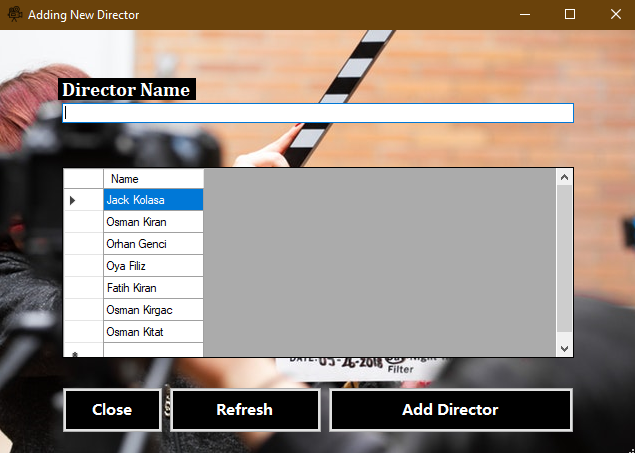 Adding New Director
Director Name
Name
Jack Kolasa
Osman Kiran
Orhan Genci
Oya Filiz
Fatih Kiran
Osman Kirgac
Osman Kitat
DATE: 05-26-2018
Filter
Close
Refresh
Add Director